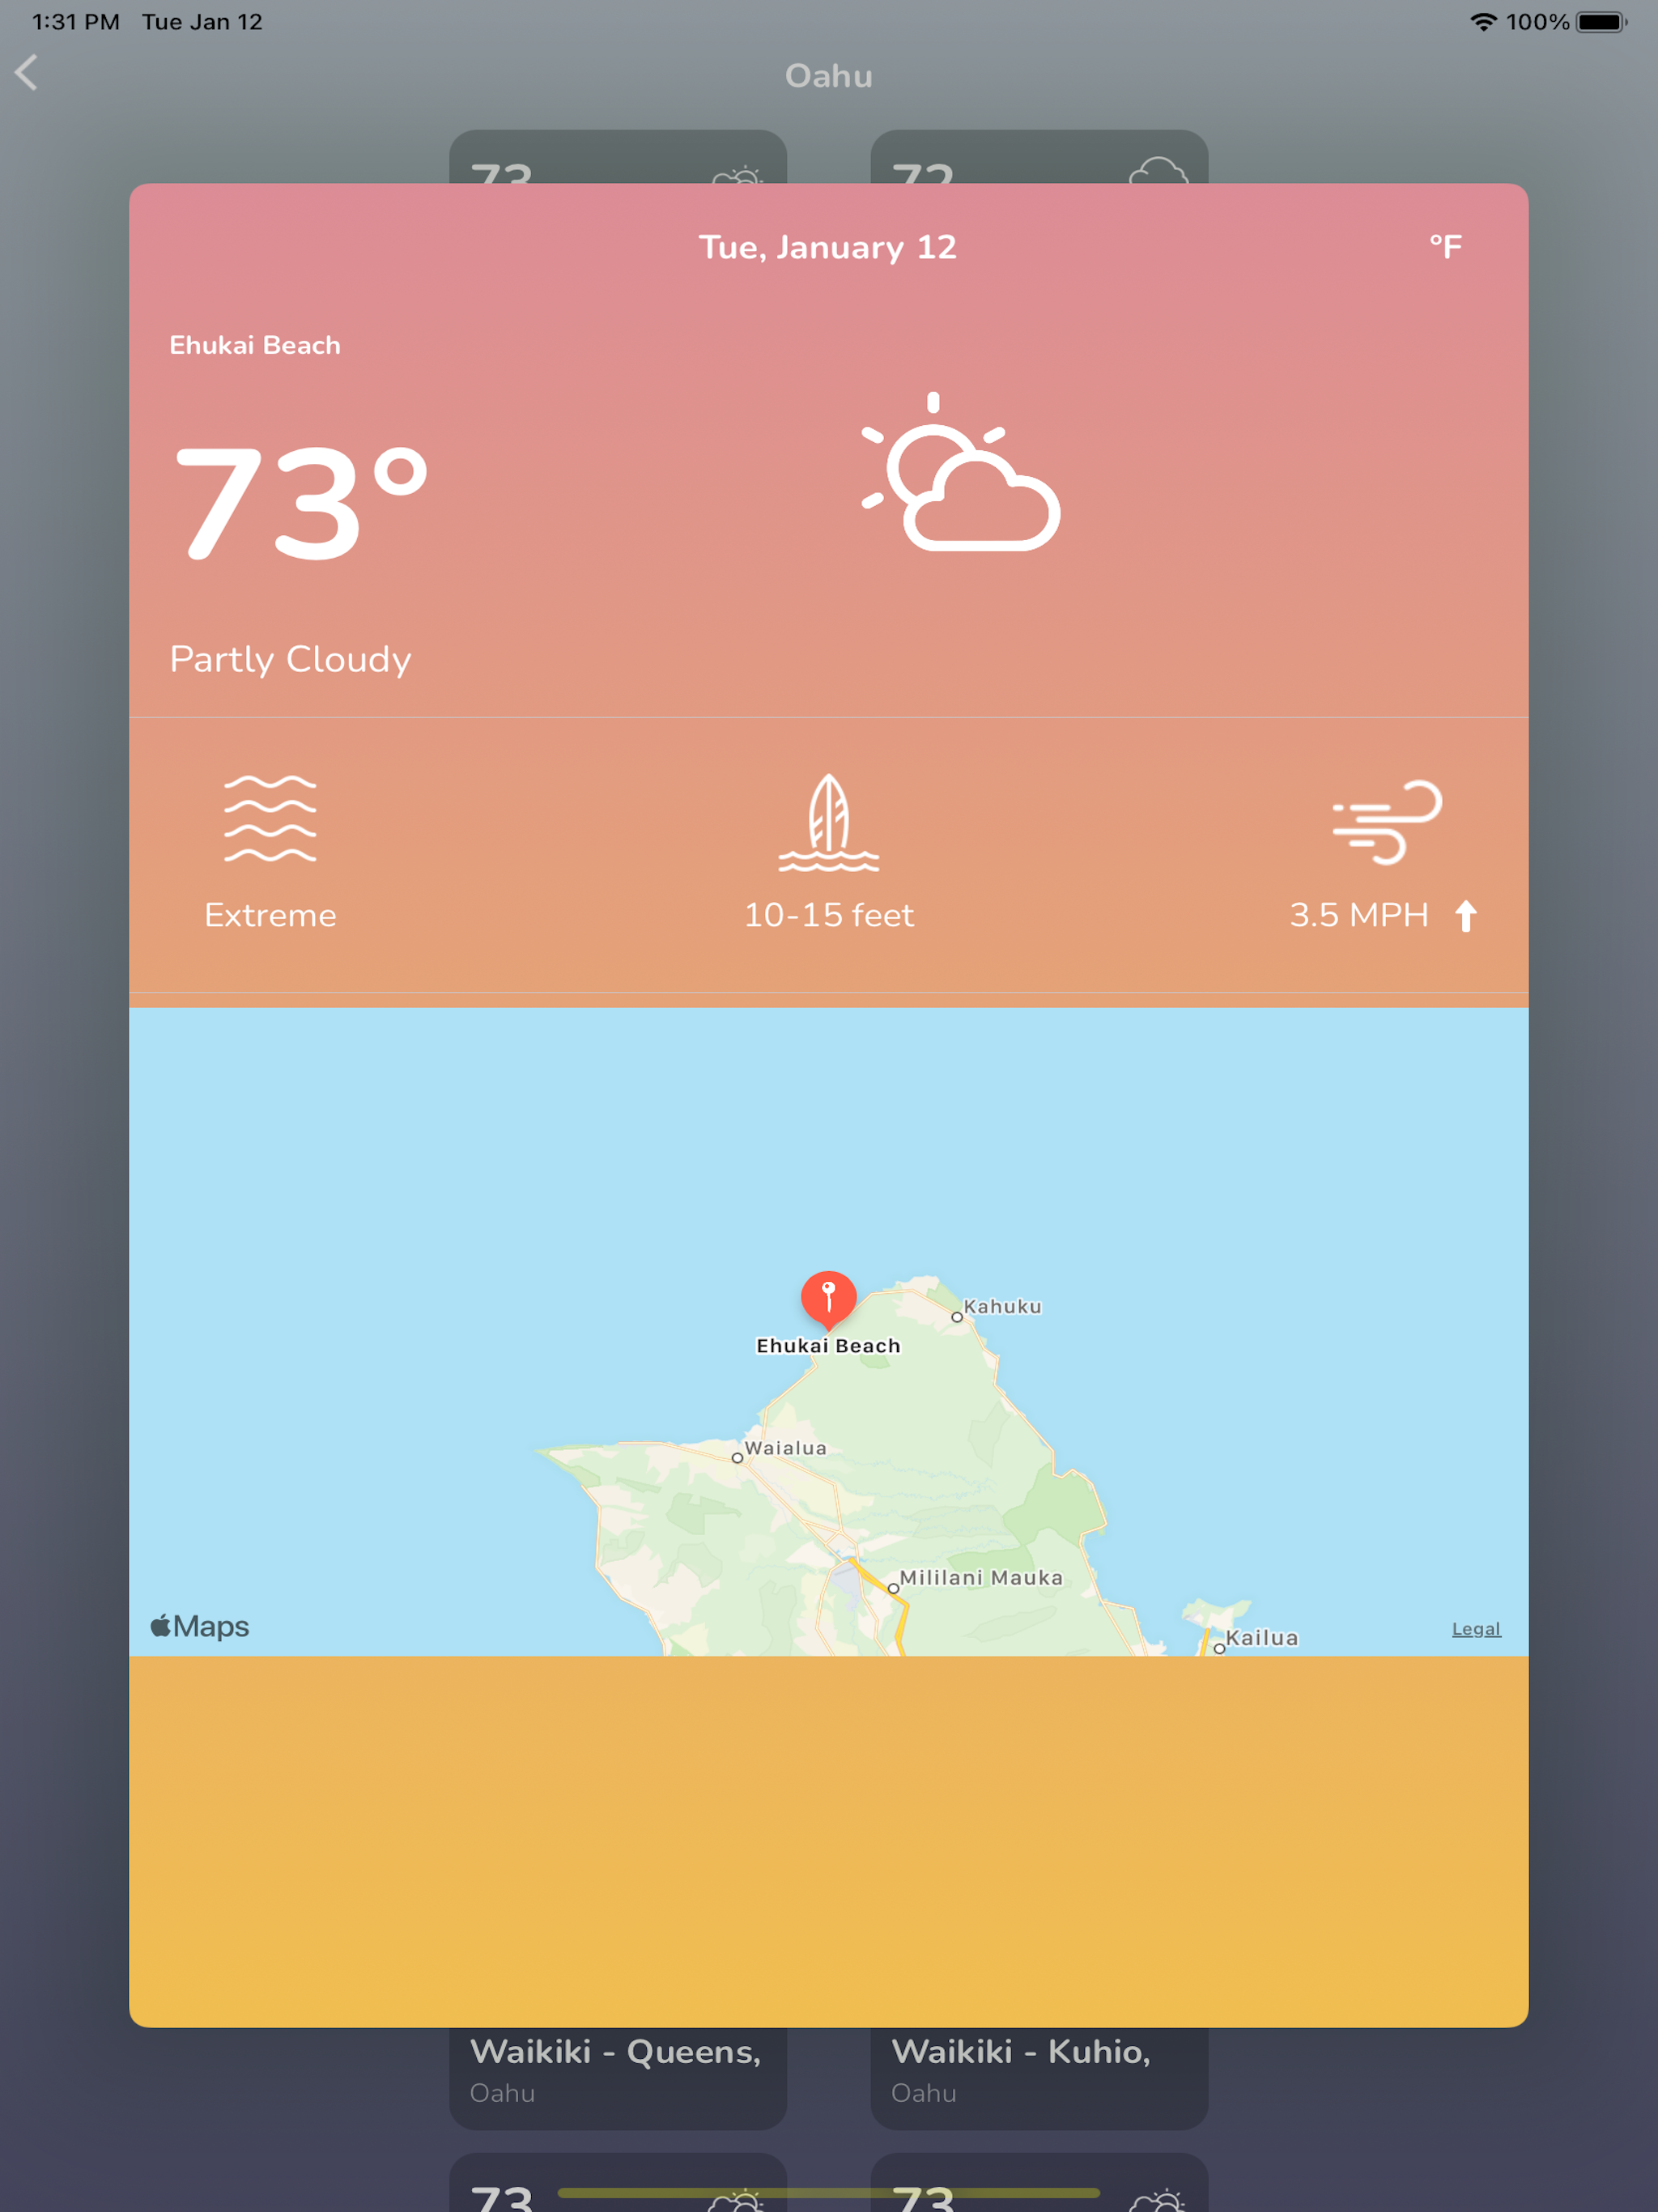 1:31 PM Tue Jan 12 100%
Oahu
73 72
Tue, January 12 °F
Ehukai Beach
73°
Partly Cloudy
Extreme 10-15 feet 3.5 MPH
Kahuku
Ehukai Beach
Waialua
Mililani Mauka
Maps Legal
Kailua
Waikiki - Queens, Waikiki - Kuhio,
Oahu Oahu
73 73